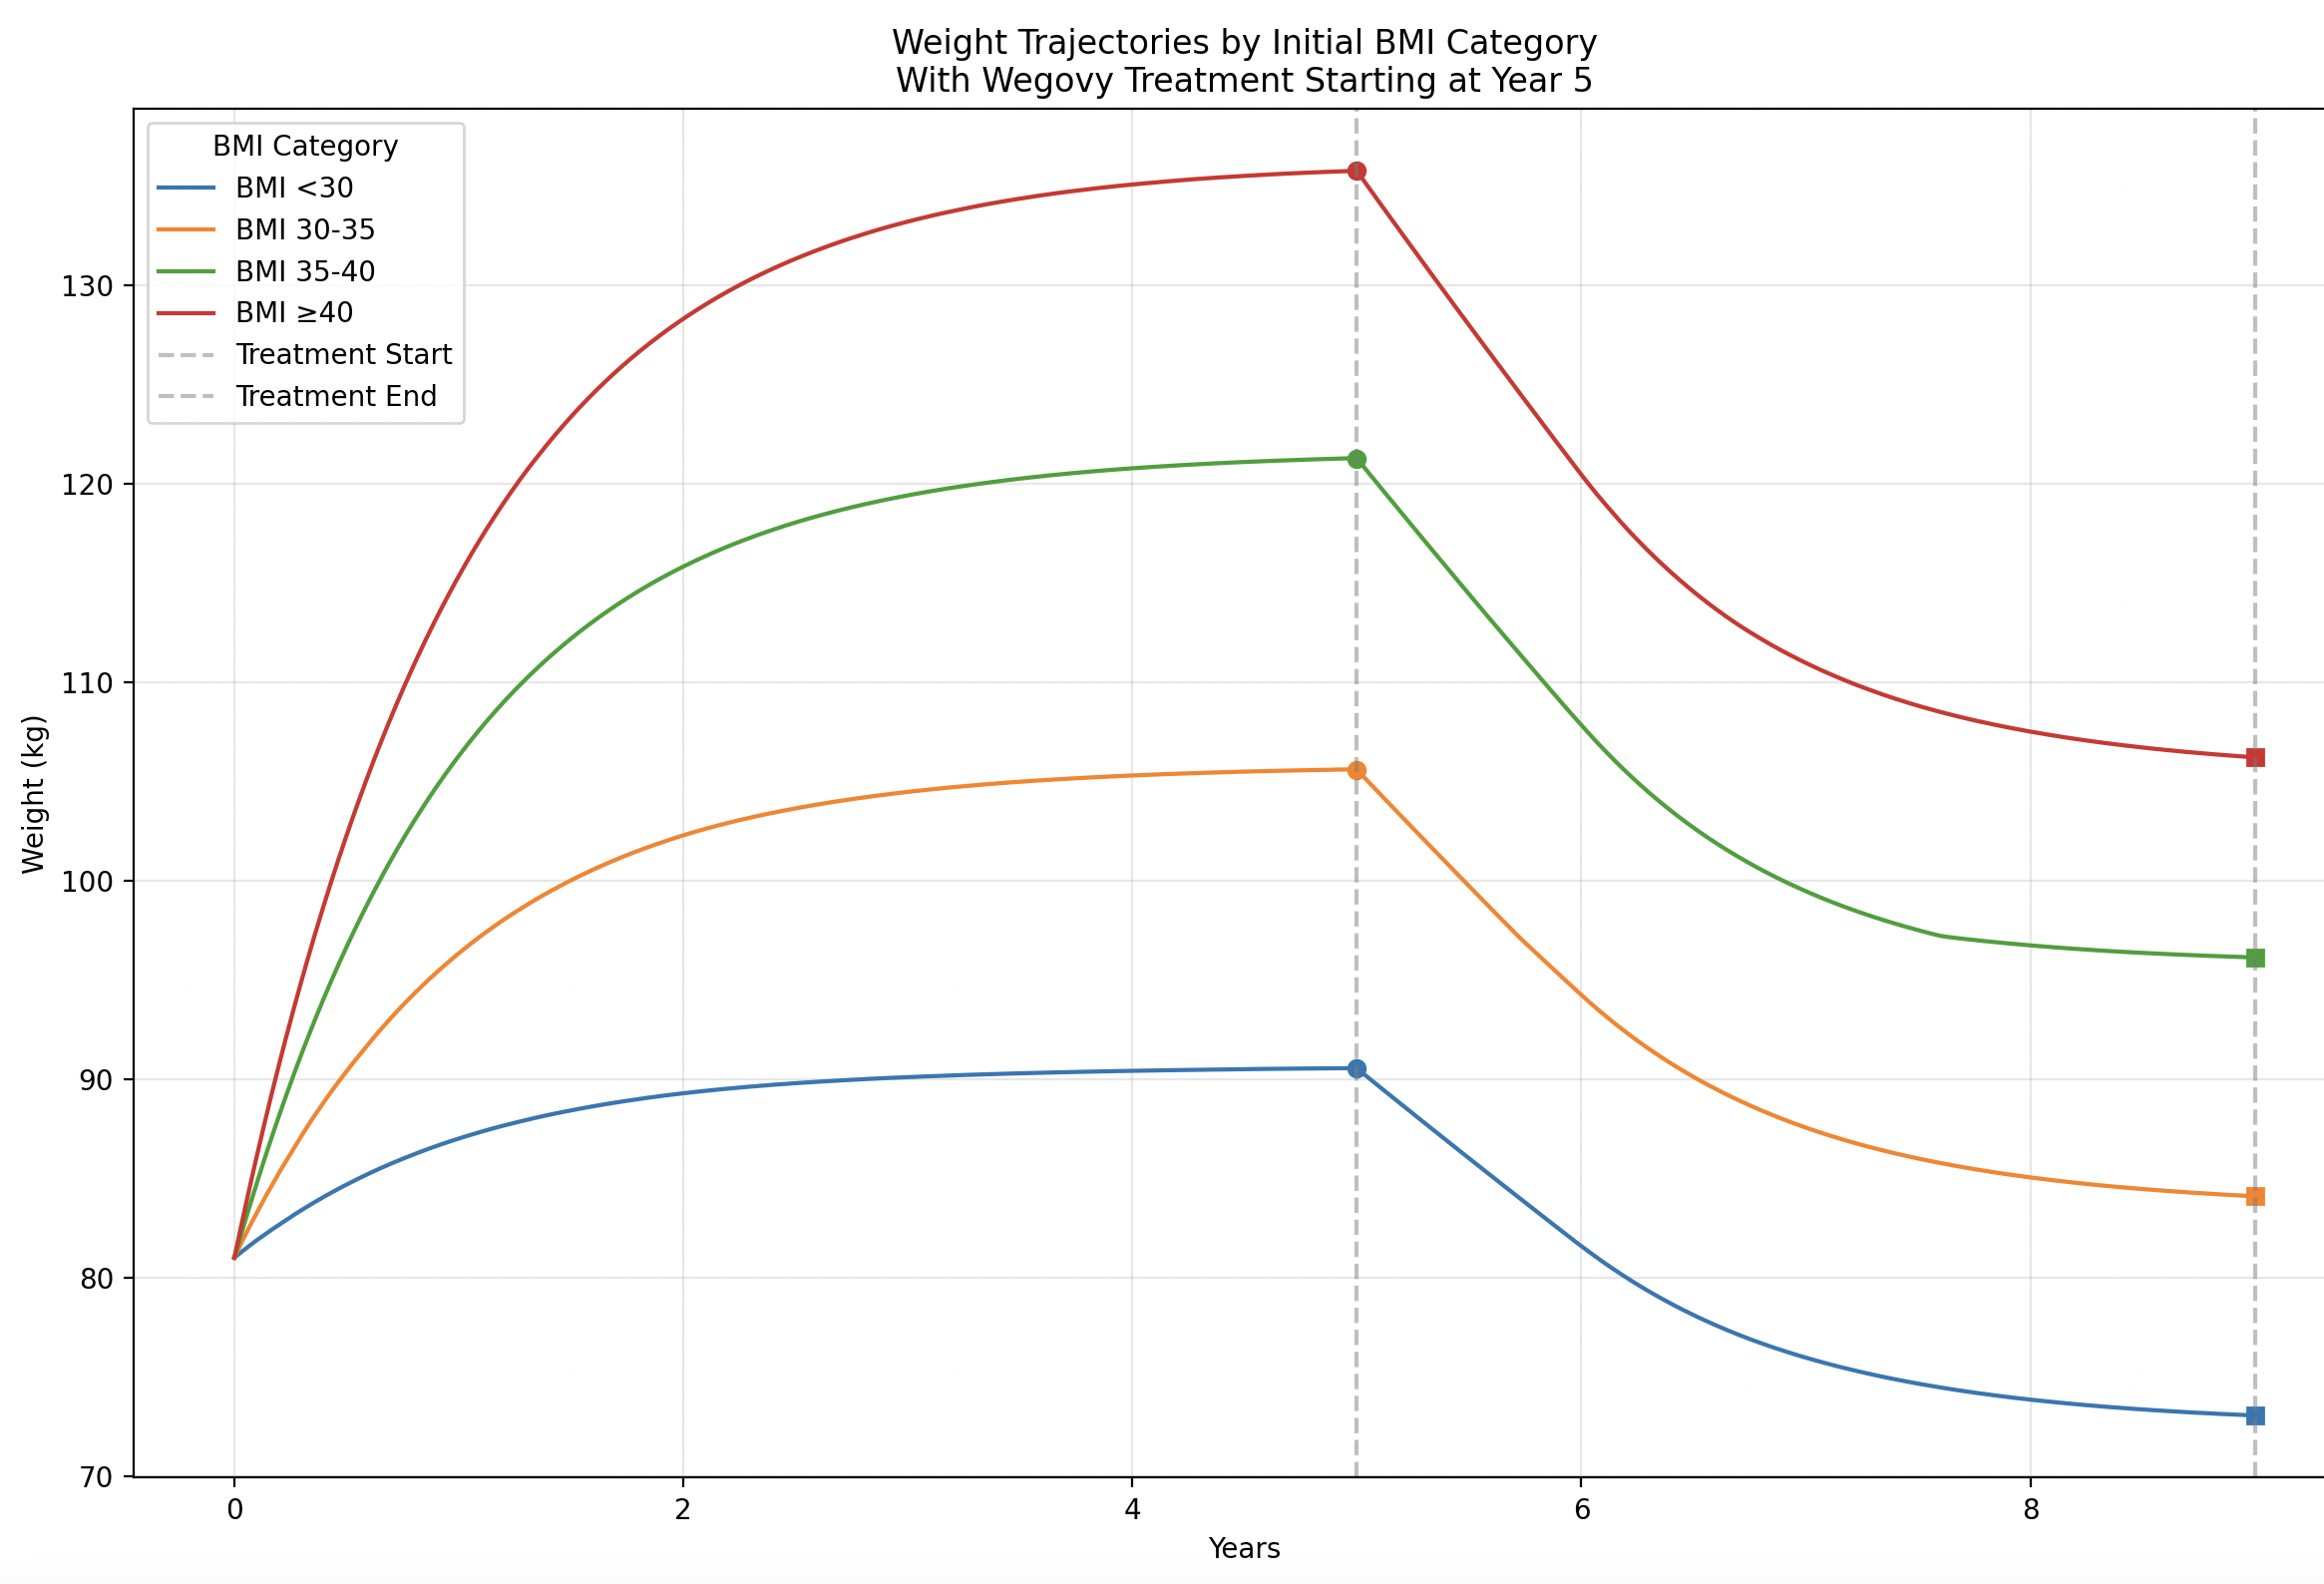 Weight Trajectories by Initial BMI Category
With Wegovy Treatment Starting at Year 5
BMI Category
BMI <30
BMI 30-35
BMI 35-40
BMI ≥40
Treatment Start
Treatment End
Weight (kg)
130
120
110
100
90
80
70
0 2 4 6 8
Years